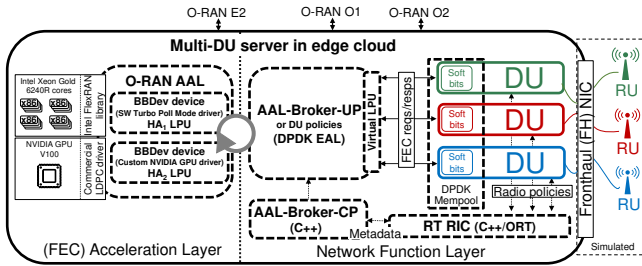 O-RAN E2
O-RAN O1
O-RAN O2
Multi-DU server in edge cloud
Intel Xeon Gold
6240R cores
x86 x86
x86 x86
Intel FlexRAN
library
NVIDIA GPU
V100
Commercial
LDPC driver
O-RAN AAL
BBDev device
(SW Turbo Poll Mode driver)
HA1 LPU
BBDev device
(Custom NVIDIA GPU driver)
HA2 LPU
AAL-Broker-UP
or DU policies
(DPDK EAL)
Virtual LPU
FEC reqs/resps
Soft
bits
DU
Soft
bits
DU
Soft
bits
DU
DPDK
Mempool
Radio policies
AAL-Broker-CP
(C++)
Metadata
RT RIC (C++/ORT)
(FEC) Acceleration Layer
Network Function Layer
Fronthaul (FH) NIC
RU
RU
RU
Simulated